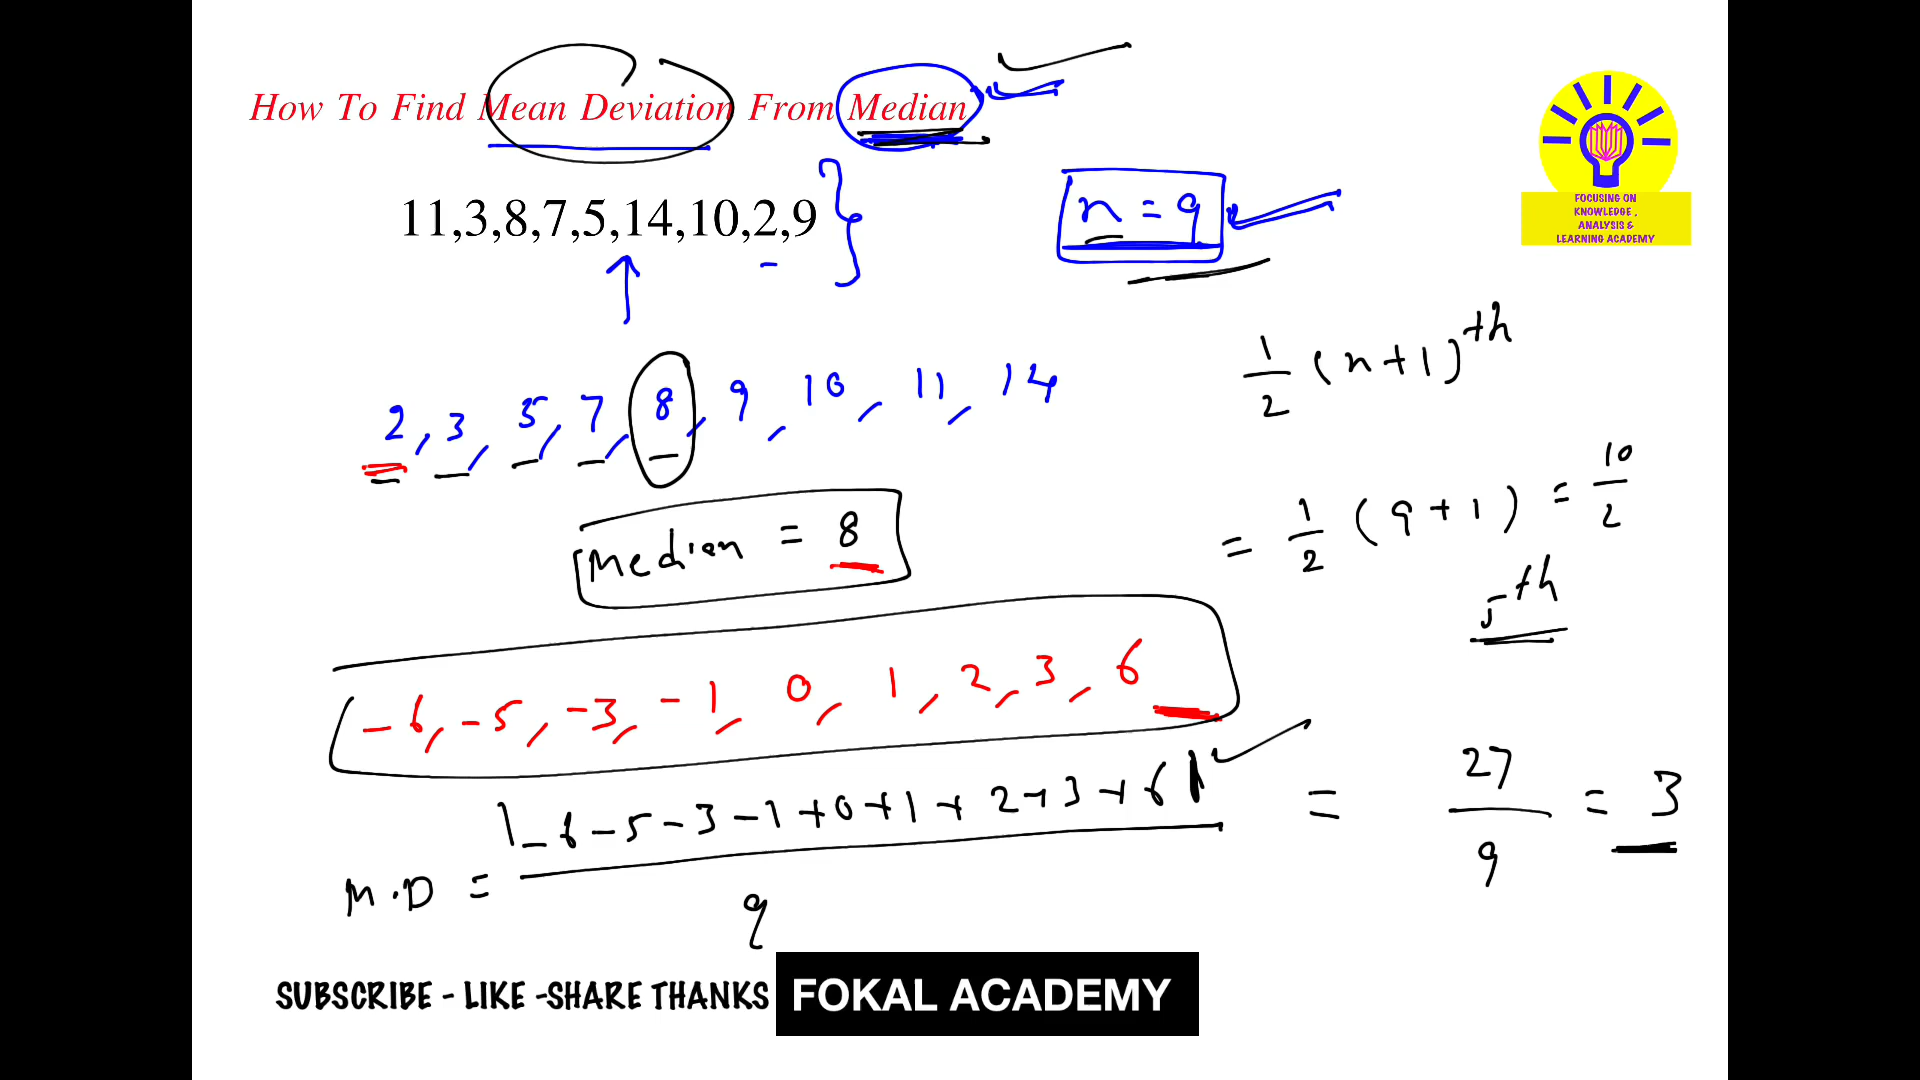 How To Find Mean Deviation From Median
11,3,8,7,5,14,10,2,9
n = 9
FOCUSING ON
KNOWLEDGE ,
ANALYSIS &
LEARNING ACADEMY
1/2 (n+1)th
2, 3, 5, 7, 8, 9, 10, 11, 14
= 1/2 (9+1) = 10/2
5th
Median = 8
-6, -5, -3, -1, 0, 1, 2, 3, 6
M.D = |-6-5-3-1+0+1+2+3+6|/9 = 27/9 = 3
SUBSCRIBE - LIKE -SHARE THANKS
FOKAL ACADEMY